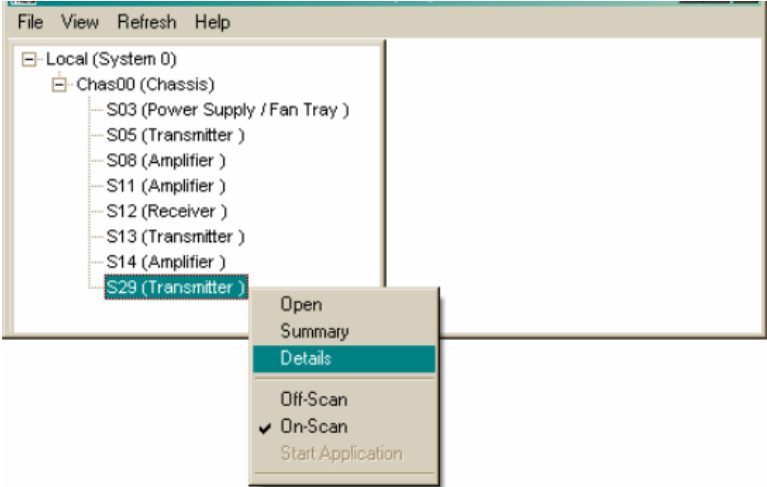 File View Refresh Help
Local (System 0)
Chas00 (Chassis)
S03 (Power Supply / Fan Tray )
S05 (Transmitter )
S08 (Amplifier )
S11 (Amplifier )
S12 (Receiver )
S13 (Transmitter )
S14 (Amplifier )
S29 (Transmitter )
Open
Summary
Details
Off-Scan
On-Scan
Start Application